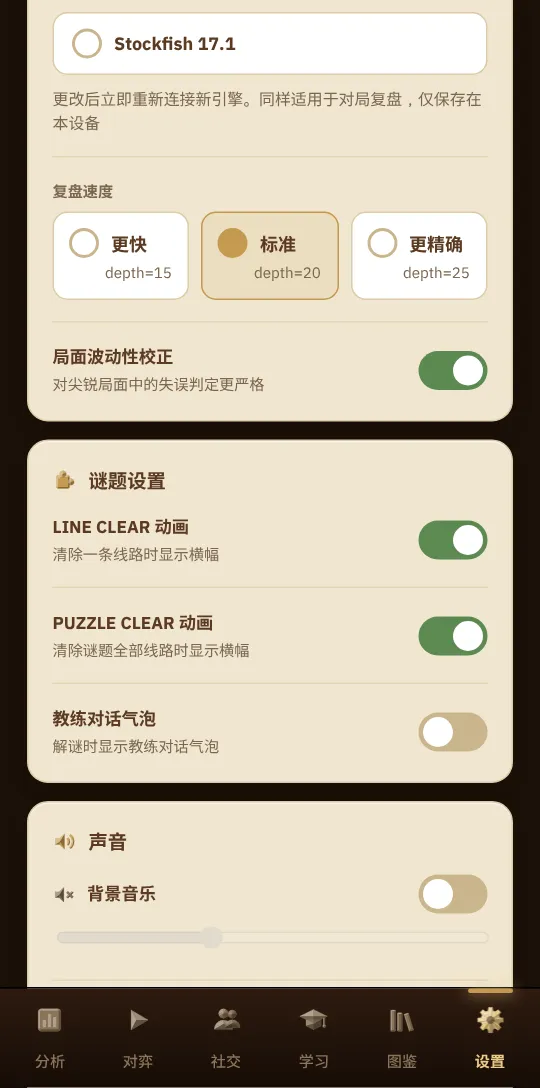 Stockfish 17.1
更改后立即重新连接新引擎。同样适用于对局复盘，仅保存在
本设备
复盘速度
更快
depth=15
标准
depth=20
更精确
depth=25
局面波动性校正
对尖锐局面中的失误判定更严格
谜题设置
LINE CLEAR 动画
清除一条线路时显示横幅
PUZZLE CLEAR 动画
清除谜题全部线路时显示横幅
教练对话气泡
解谜时显示教练对话气泡
声音
背景音乐
分析
对弈
社交
学习
图鉴
设置